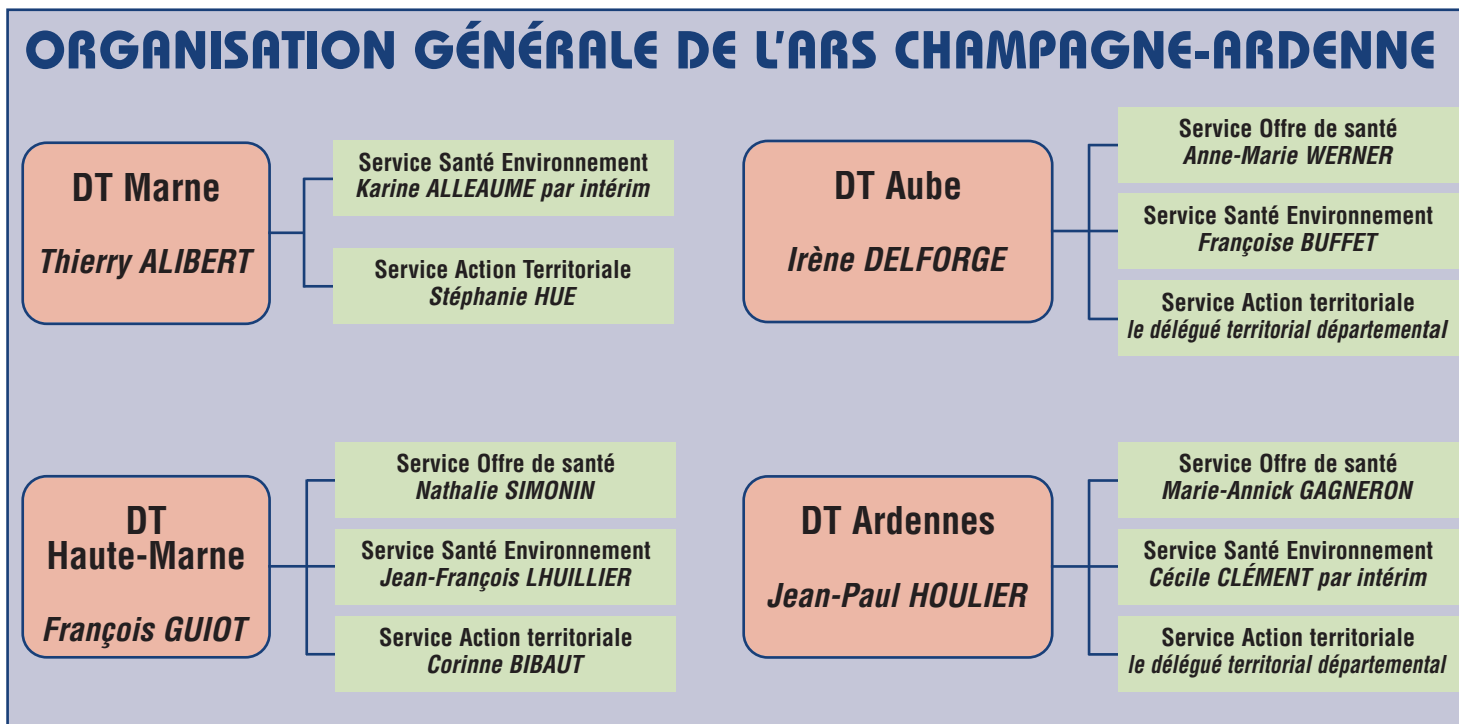 ORGANISATION GÉNÉRALE DE L'ARS CHAMPAGNE-ARDENNE
DT Marne
Thierry ALIBERT
Service Santé Environnement
Karine ALLEAUME par intérim
Service Action Territoriale
Stéphanie HUE
DT Aube
Irène DELFORGE
Service Offre de santé
Anne-Marie WERNER
Service Santé Environnement
Françoise BUFFET
Service Action territoriale
le délégué territorial départemental
DT
Haute-Marne
François GUIOT
Service Offre de santé
Nathalie SIMONIN
Service Santé Environnement
Jean-François LHUILLIER
Service Action territoriale
Corinne BIBAUT
DT Ardennes
Jean-Paul HOULIER
Service Offre de santé
Marie-Annick GAGNERON
Service Santé Environnement
Cécile CLÉMENT par intérim
Service Action territoriale
le délégué territorial départemental